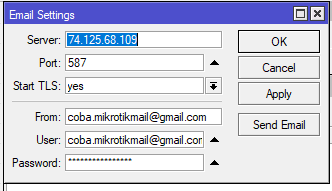 Email Settings
Server: 74.125.68.109
OK
Port: 587
Cancel
Start TLS: yes
Apply
From: coba.mikrotikmail@gmail.com
Send Email
User: coba.mikrotikmail@gmail.cor
Password: ****************